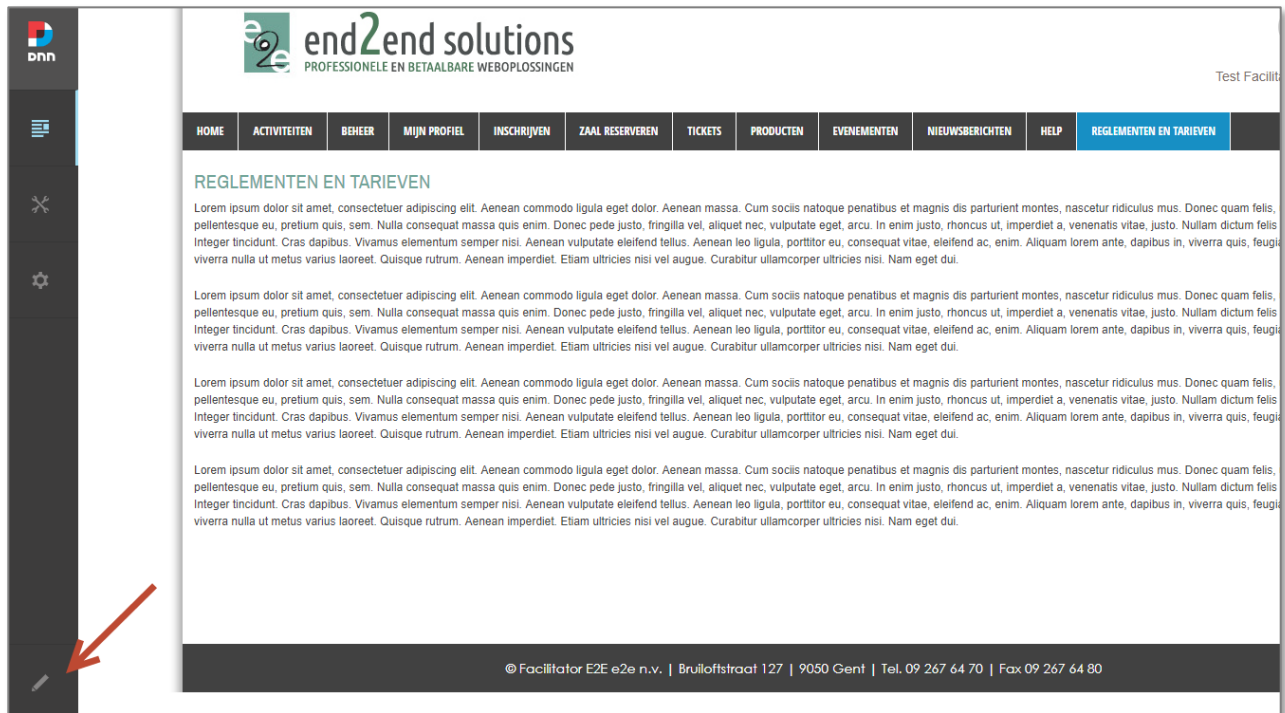 DNN
e2e
end2end solutions
PROFESSIONELE EN BETAALBARE WEBOPLOSSINGEN
Test
HOME ACTIVITEITEN BEHEER MIJN PROFIEL INSCHRIJVEN ZAAL RESERVEREN TICKETS PRODUCTEN EVENEMENTEN NIEUWSBERICHTEN HELP REGLEMENTEN EN TARIEVEN
REGLEMENTEN EN TARIEVEN
Lorem ipsum dolor sit amet, consectetuer adipiscing elit. Aenean commodo ligula eget dolor. Aenean massa. Cum sociis natoque penatibus et magnis dis parturient montes, nascetur ridiculus mus. Donec quam felis,
pellentesque eu, pretium quis, sem. Nulla consequat massa quis enim. Donec pede justo, fringilla vel, aliquet nec, vulputate eget, arcu. In enim justo, rhoncus ut, imperdiet a, venenatis vitae, justo. Nullam dictum felis
Integer tincidunt. Cras dapibus. Vivamus elementum semper nisi. Aenean vulputate eleifend tellus. Aenean leo ligula, porttitor eu, consequat vitae, eleifend ac, enim. Aliquam lorem ante, dapibus in, viverra quis,
viverra nulla ut metus varius laoreet. Quisque rutrum. Aenean imperdiet. Etiam ultricies nisi vel augue. Curabitur ullamcorper ultricies nisi. Nam eget dui.
Lorem ipsum dolor sit amet, consectetuer adipiscing elit. Aenean commodo ligula eget dolor. Aenean massa. Cum sociis natoque penatibus et magnis dis parturient montes, nascetur ridiculus mus. Donec quam felis,
pellentesque eu, pretium quis, sem. Nulla consequat massa quis enim. Donec pede justo, fringilla vel, aliquet nec, vulputate eget, arcu. In enim justo, rhoncus ut, imperdiet a, venenatis vitae, justo. Nullam dictum felis
Integer tincidunt. Cras dapibus. Vivamus elementum semper nisi. Aenean vulputate eleifend tellus. Aenean leo ligula, porttitor eu, consequat vitae, eleifend ac, enim. Aliquam lorem ante, dapibus in, viverra quis,
viverra nulla ut metus varius laoreet. Quisque rutrum. Aenean imperdiet. Etiam ultricies nisi vel augue. Curabitur ullamcorper ultricies nisi. Nam eget dui.
Lorem ipsum dolor sit amet, consectetuer adipiscing elit. Aenean commodo ligula eget dolor. Aenean massa. Cum sociis natoque penatibus et magnis dis parturient montes, nascetur ridiculus mus. Donec quam felis,
pellentesque eu, pretium quis, sem. Nulla consequat massa quis enim. Donec pede justo, fringilla vel, aliquet nec, vulputate eget, arcu. In enim justo, rhoncus ut, imperdiet a, venenatis vitae, justo. Nullam dictum felis
Integer tincidunt. Cras dapibus. Vivamus elementum semper nisi. Aenean vulputate eleifend tellus. Aenean leo ligula, porttitor eu, consequat vitae, eleifend ac, enim. Aliquam lorem ante, dapibus in, viverra quis,
viverra nulla ut metus varius laoreet. Quisque rutrum. Aenean imperdiet. Etiam ultricies nisi vel augue. Curabitur ullamcorper ultricies nisi. Nam eget dui.
Lorem ipsum dolor sit amet, consectetuer adipiscing elit. Aenean commodo ligula eget dolor. Aenean massa. Cum sociis natoque penatibus et magnis dis parturient montes, nascetur ridiculus mus. Donec quam felis,
pellentesque eu, pretium quis, sem. Nulla consequat massa quis enim. Donec pede justo, fringilla vel, aliquet nec, vulputate eget, arcu. In enim justo, rhoncus ut, imperdiet a, venenatis vitae, justo. Nullam dictum felis
Integer tincidunt. Cras dapibus. Vivamus elementum semper nisi. Aenean vulputate eleifend tellus. Aenean leo ligula, porttitor eu, consequat vitae, eleifend ac, enim. Aliquam lorem ante, dapibus in, viverra quis,
viverra nulla ut metus varius laoreet. Quisque rutrum. Aenean imperdiet. Etiam ultricies nisi vel augue. Curabitur ullamcorper ultricies nisi. Nam eget dui.
© Facilitator E2E e2e n.v. | Bruiloftstraat 127 | 9050 Gent | Tel. 09 267 64 70 | Fax 09 267 64 80